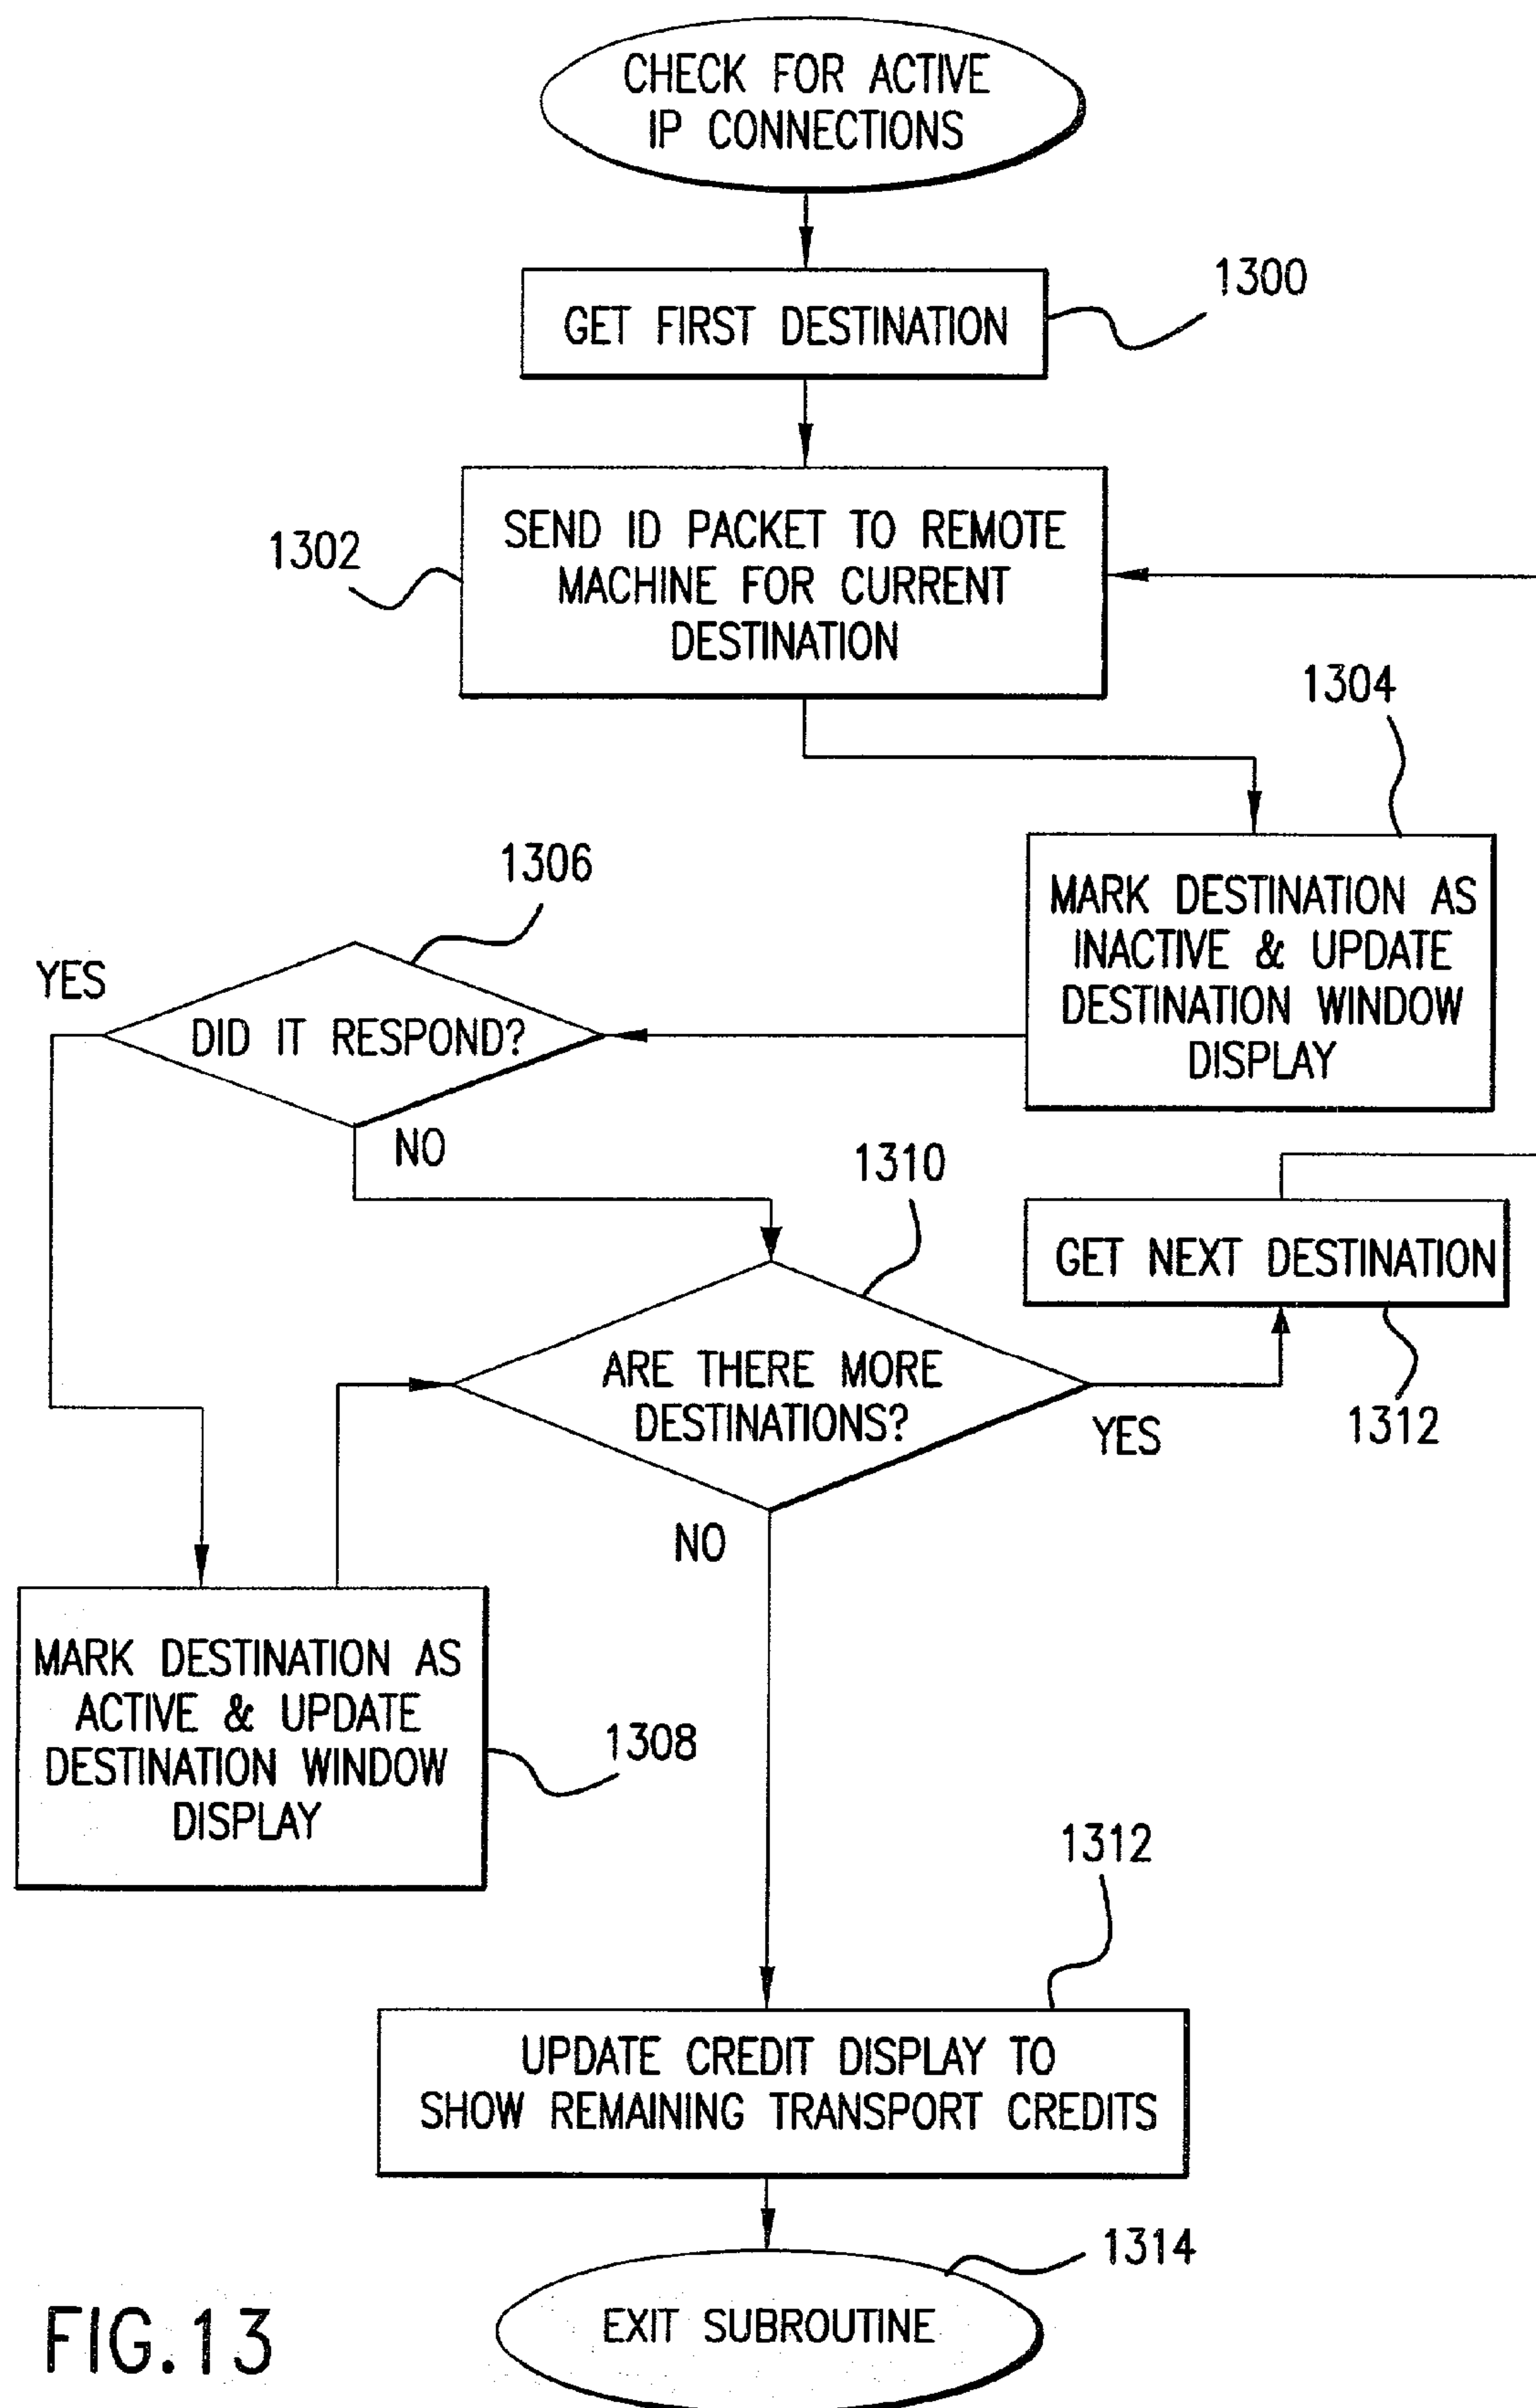 CHECK FOR ACTIVE
IP CONNECTIONS
1300
GET FIRST DESTINATION
1302
SEND ID PACKET TO REMOTE
MACHINE FOR CURRENT
DESTINATION
1304
MARK DESTINATION AS
INACTIVE & UPDATE
DESTINATION WINDOW
DISPLAY
1306
YES
DID IT RESPOND?
NO
1310
GET NEXT DESTINATION
1312
ARE THERE MORE
DESTINATIONS?
YES
NO
MARK DESTINATION AS
ACTIVE & UPDATE
DESTINATION WINDOW
DISPLAY
1308
1312
UPDATE CREDIT DISPLAY TO
SHOW REMAINING TRANSPORT CREDITS
1314
EXIT SUBROUTINE
FIG.13